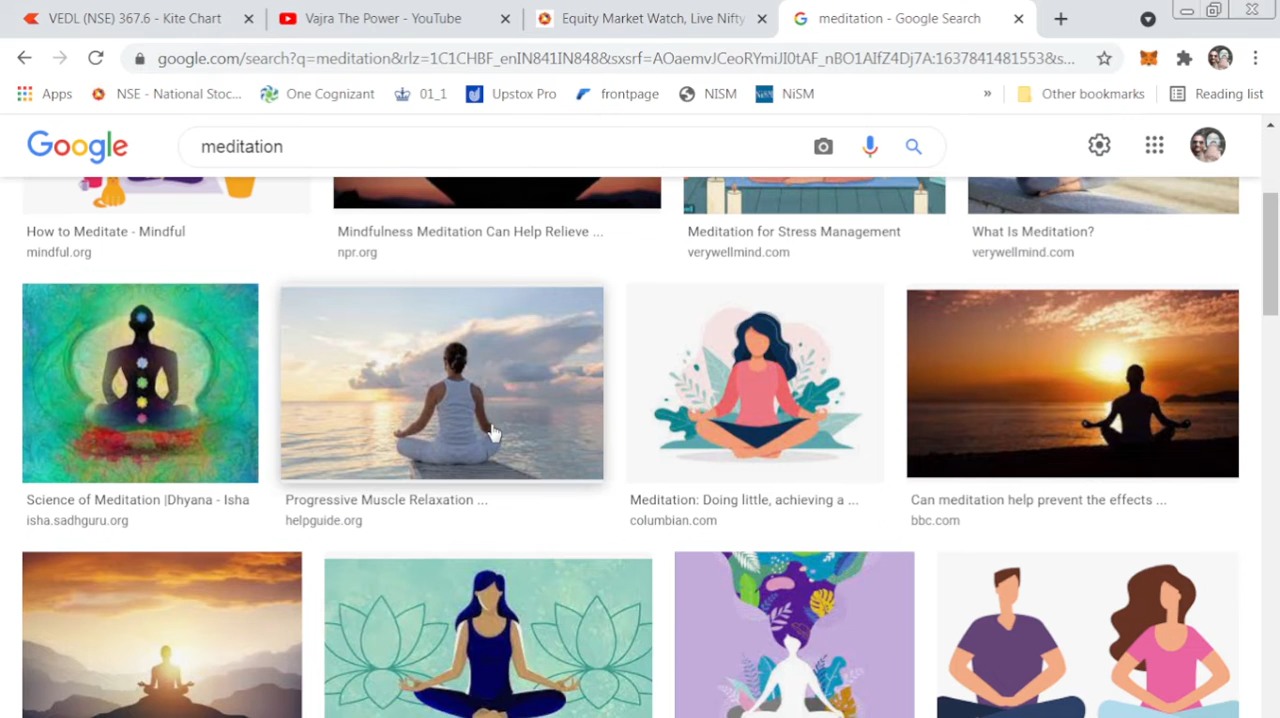 VEDL (NSE) 367.6 - Kite Chart
Vajra The Power - YouTube
Equity Market Watch, Live Nifty
meditation - Google Search
google.com/search?q=meditation&rlz=1C1CHBF_enIN841IN848&sxsrf=AOaemvJCeoRYmiJI0tAF_nBO1AIfZ4Dj7A:1637841481553&s...
Apps
NSE - National Stoc...
One Cognizant
01_1
Upstox Pro
frontpage
NISM
NiSM
»
Other bookmarks
Reading list
Google
meditation
How to Meditate - Mindful
mindful.org
Mindfulness Meditation Can Help Relieve ...
npr.org
Meditation for Stress Management
verywellmind.com
What Is Meditation?
verywellmind.com
Science of Meditation |Dhyana - Isha
isha.sadhguru.org
Progressive Muscle Relaxation ...
helpguide.org
Meditation: Doing little, achieving a ...
columbian.com
Can meditation help prevent the effects ...
bbc.com